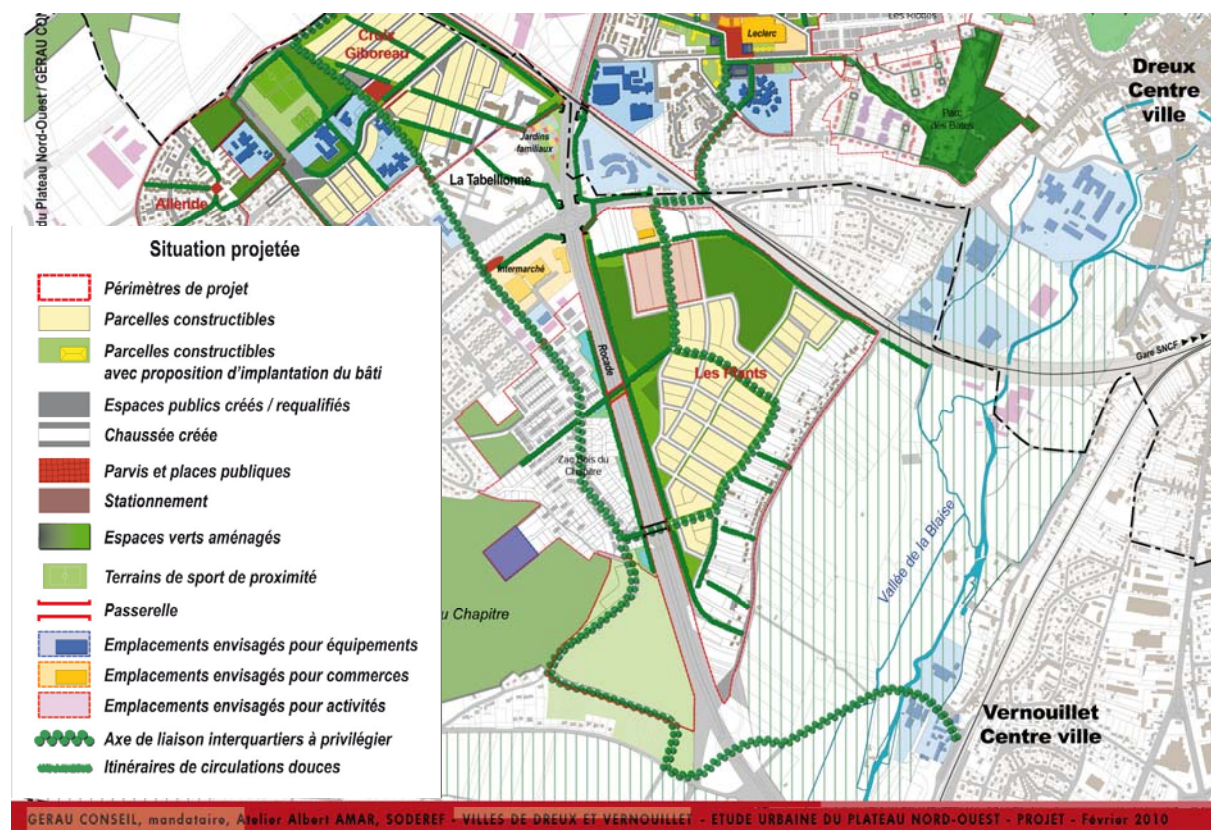 du Plateau Nord-Ouest / GERAU CO
Croix
Giboreau
Leclerc
Dreux
Centre
ville
Parc
des Bates
Jardins
familiaux
La Tabellionne
Allende
Intermarché
Rocade
Les Plants
Gare SNCF
Zac Bois du
Chapitre
Vallée de la Blaise
u Chapitre
Vernouillet
Centre ville
Situation projetée
Périmètres de projet
Parcelles constructibles
Parcelles constructibles
avec proposition d'implantation du bâti
Espaces publics créés / requalifiés
Chaussée créée
Parvis et places publiques
Stationnement
Espaces verts aménagés
Terrains de sport de proximité
Passerelle
Emplacements envisagés pour équipements
Emplacements envisagés pour commerces
Emplacements envisagés pour activités
Axe de liaison interquartiers à privilégier
Itinéraires de circulations douces
GERAU CONSEIL, mandataire, Atelier Albert AMAR, SODEREF - VILLES DE DREUX ET VERNOUILLET - ETUDE URBAINE DU PLATEAU NORD-OUEST - PROJET - Février 2010